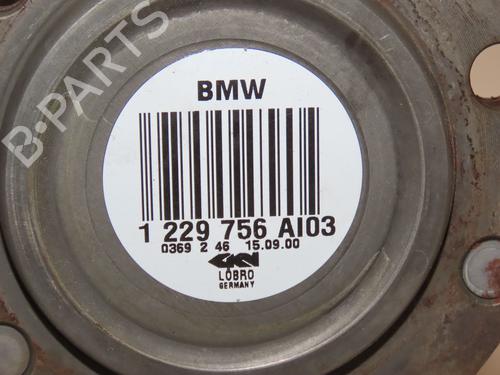 B-PARTS
BMW
1 229 756 AI03
0369 2 46 15.09.00
GKN
LÖBRO
GERMANY